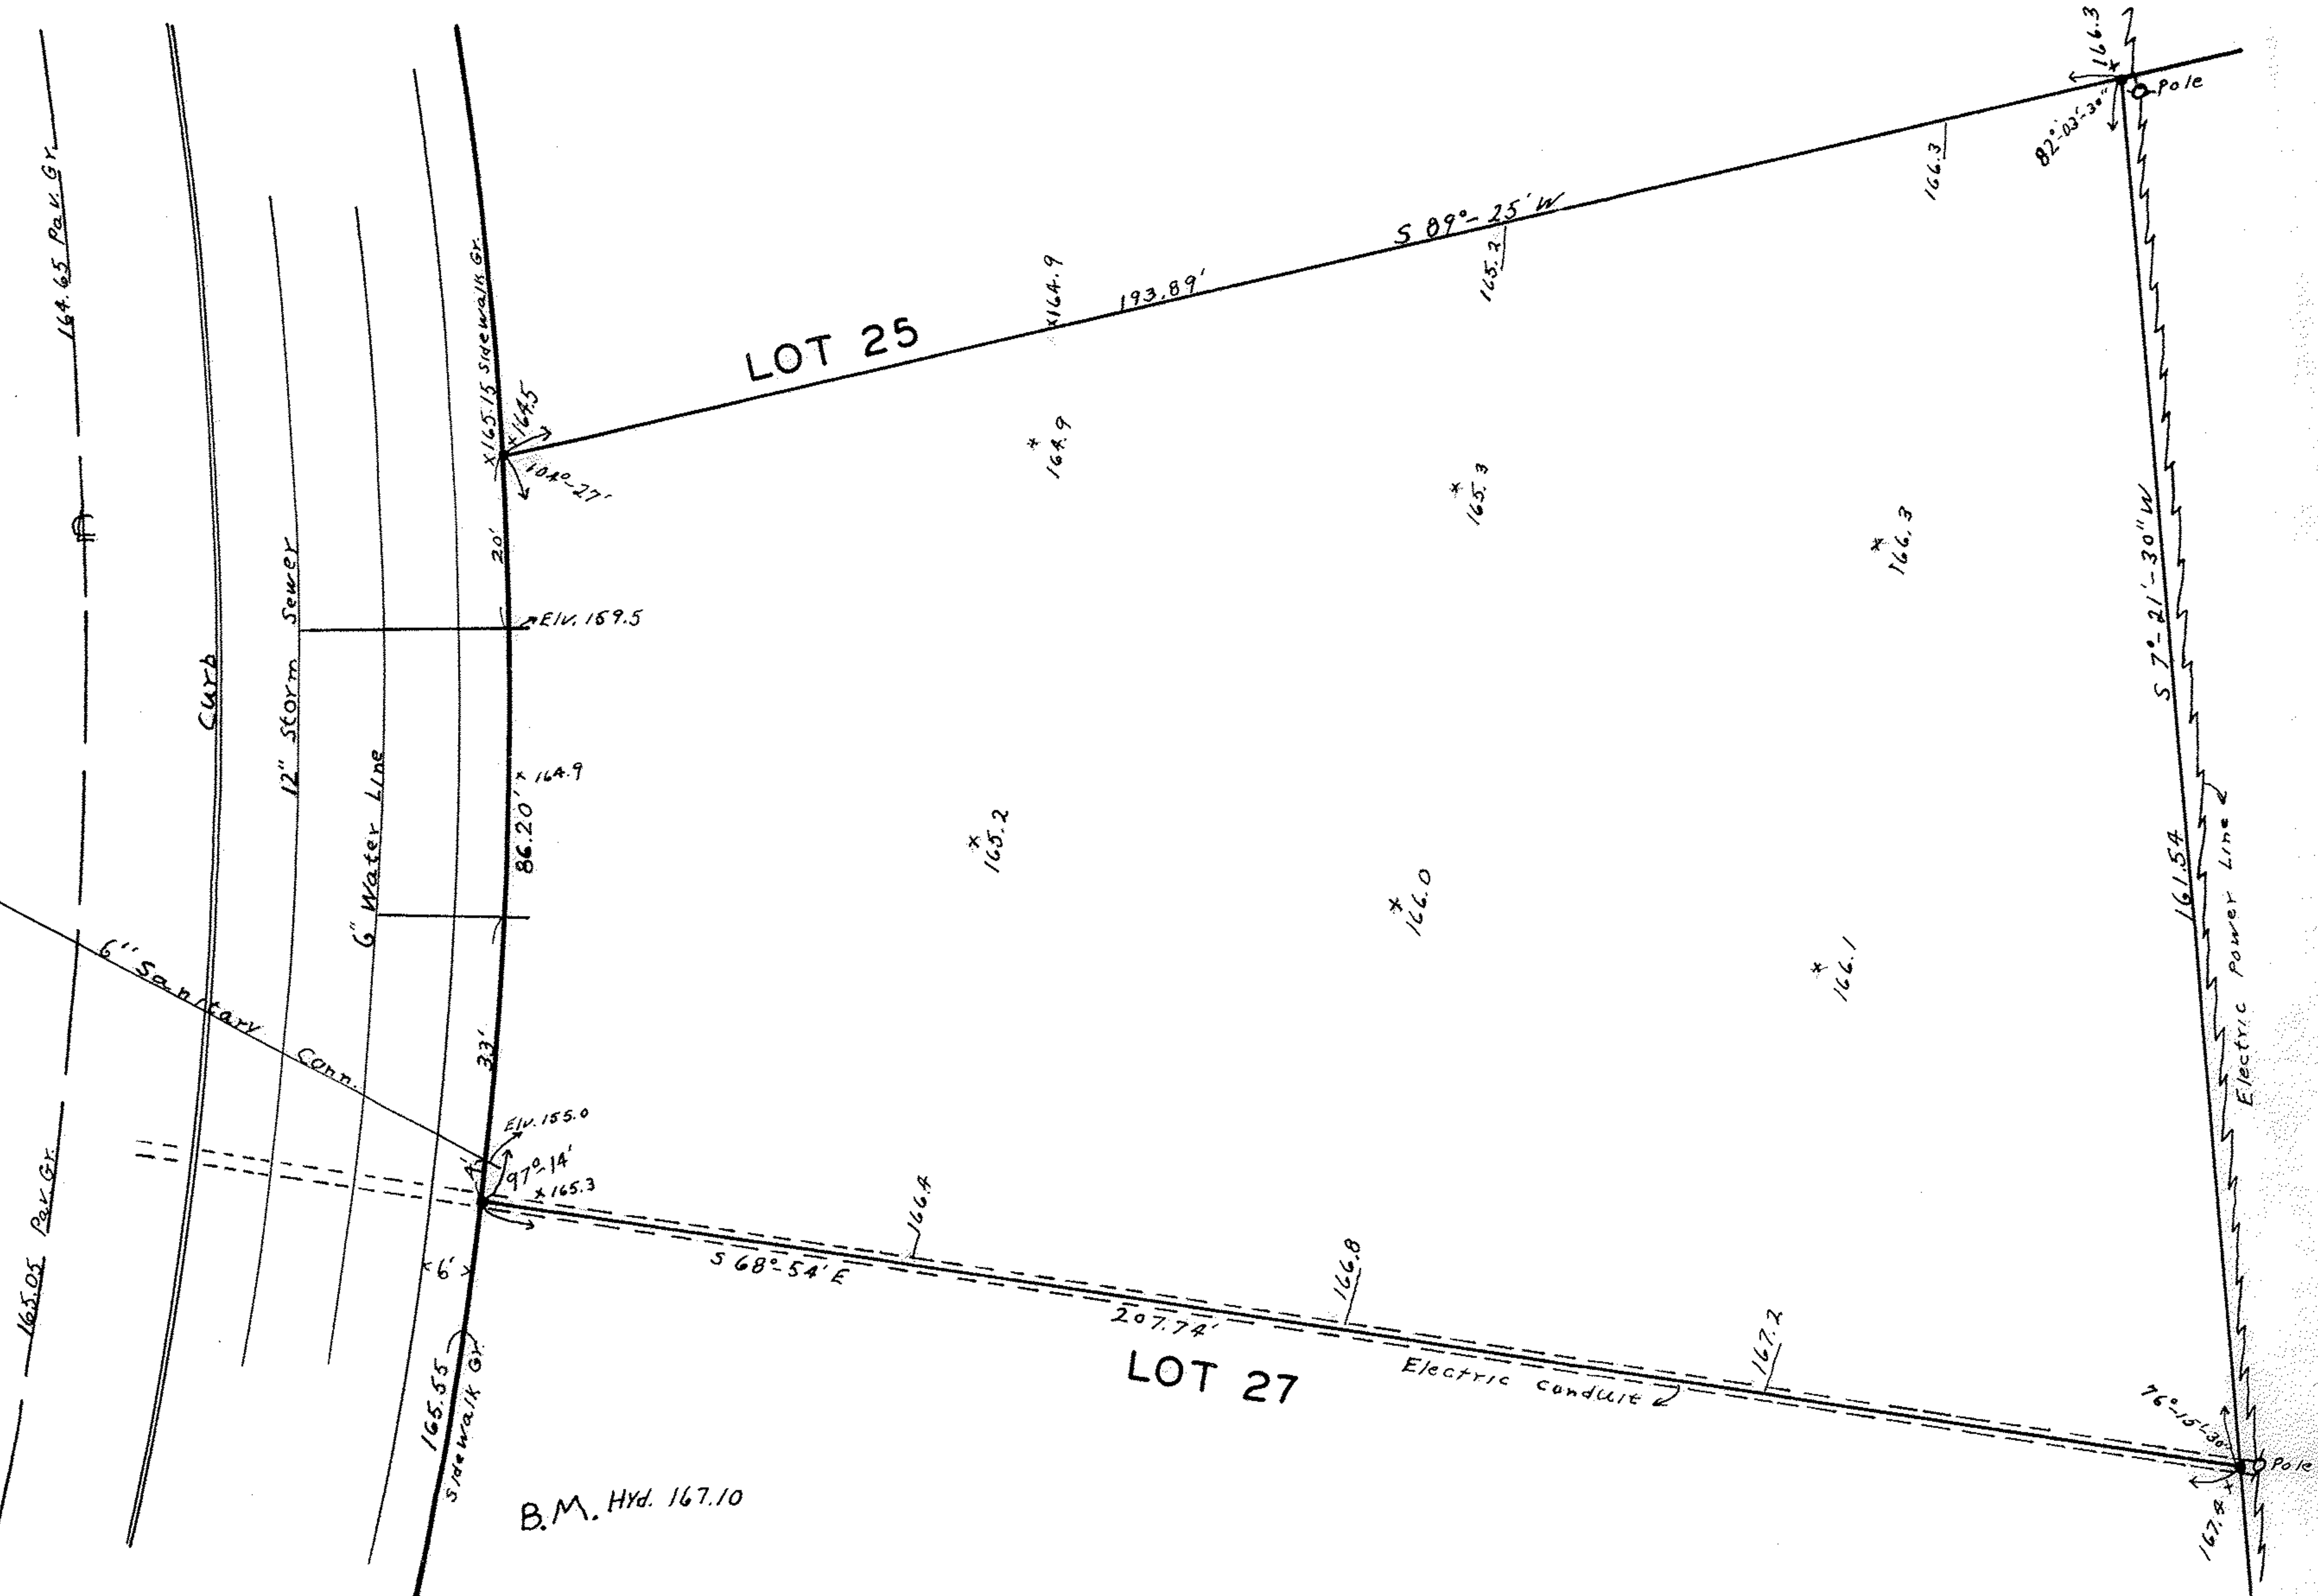 164.65 Pav. Gr.
Curb
12" Storm Sewer
6" Water Line
6" Sanitary Conn.
165.05 Pav. Gr.
x165.15 Sidewalk Gr.
x164.5
104°-27'
20'
Elv. 159.5
x 164.9
86.20'
33'
Elv. 155.0
4'
97°-14'
x 165.3
x 6' x
165.55
Sidewalk Gr.
LOT 25
x164.9
193.89'
S 89°-25' W
165.2
166.3
166.3
Pole
82°-03'-30"
x 164.9
x 165.3
x 166.3
x 165.2
x 166.0
x 166.1
S 7°-21'-30" W
161.54
Electric Power Line
166.4
166.8
167.2
S 68°-54' E
207.74'
LOT 27
Electric Conduit
76°-15'-30"
Pole
167.4 x
B.M. Hyd. 167.10